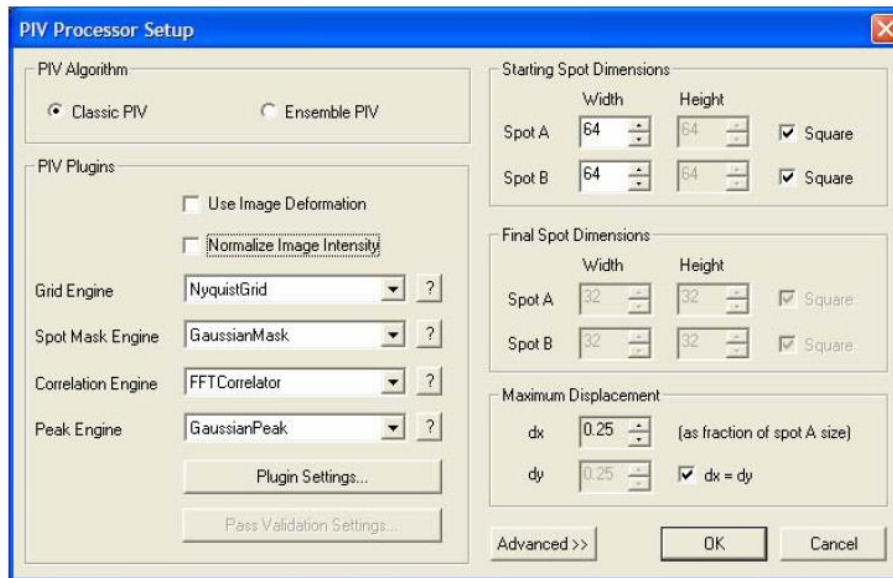 PIV Processor Setup
PIV Algorithm
Classic PIV
Ensemble PIV
PIV Plugins
Use Image Deformation
Normalize Image Intensity
Grid Engine NyquistGrid ?
Spot Mask Engine GaussianMask ?
Correlation Engine FFTCorrelator ?
Peak Engine GaussianPeak ?
Plugin Settings...
Pass Validation Settings...
Starting Spot Dimensions
Width Height
Spot A 64 64 Square
Spot B 64 64 Square
Final Spot Dimensions
Width Height
Spot A 32 32 Square
Spot B 32 32 Square
Maximum Displacement
dx 0.25 (as fraction of spot A size)
dy 0.25 dx = dy
Advanced >> OK Cancel